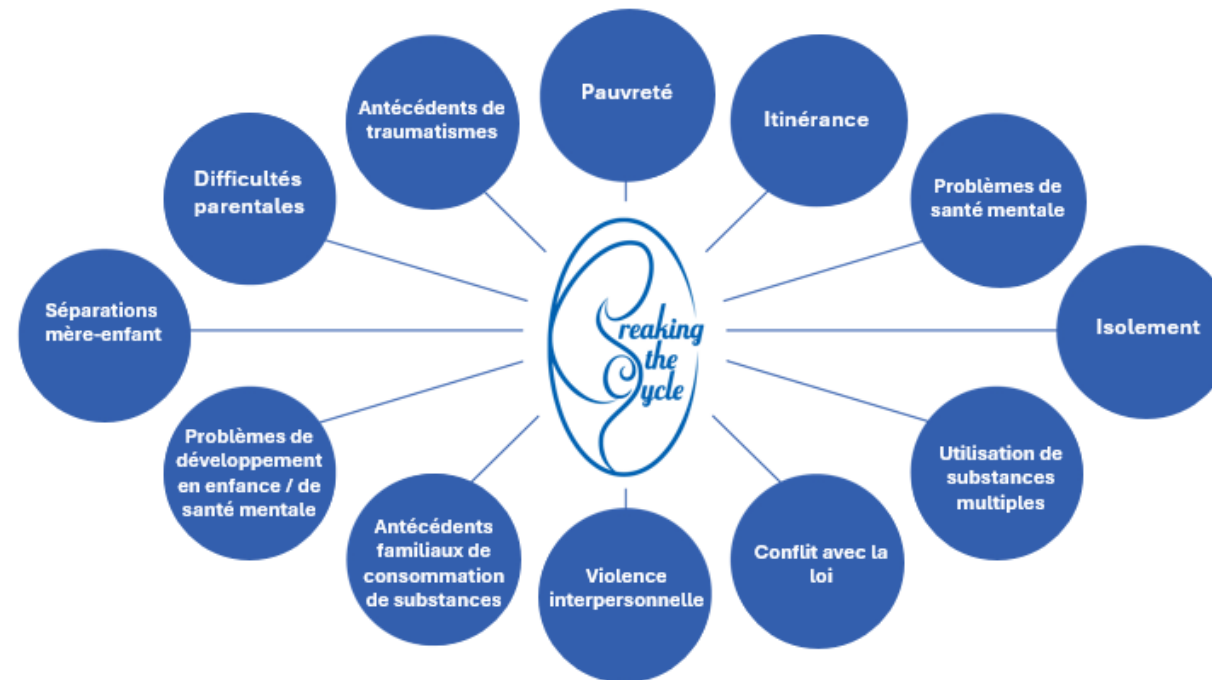 Pauvreté
Itinérance
Problèmes de
santé mentale
Isolement
Utilisation de
substances
multiples
Conflit avec la
loi
Violence
interpersonnelle
Antécédents
familiaux de
consommation
de substances
Problèmes de
développement
en enfance / de
santé mentale
Séparations
mère-enfant
Difficultés
parentales
Antécédents de
traumatismes
Breaking
the
Cycle